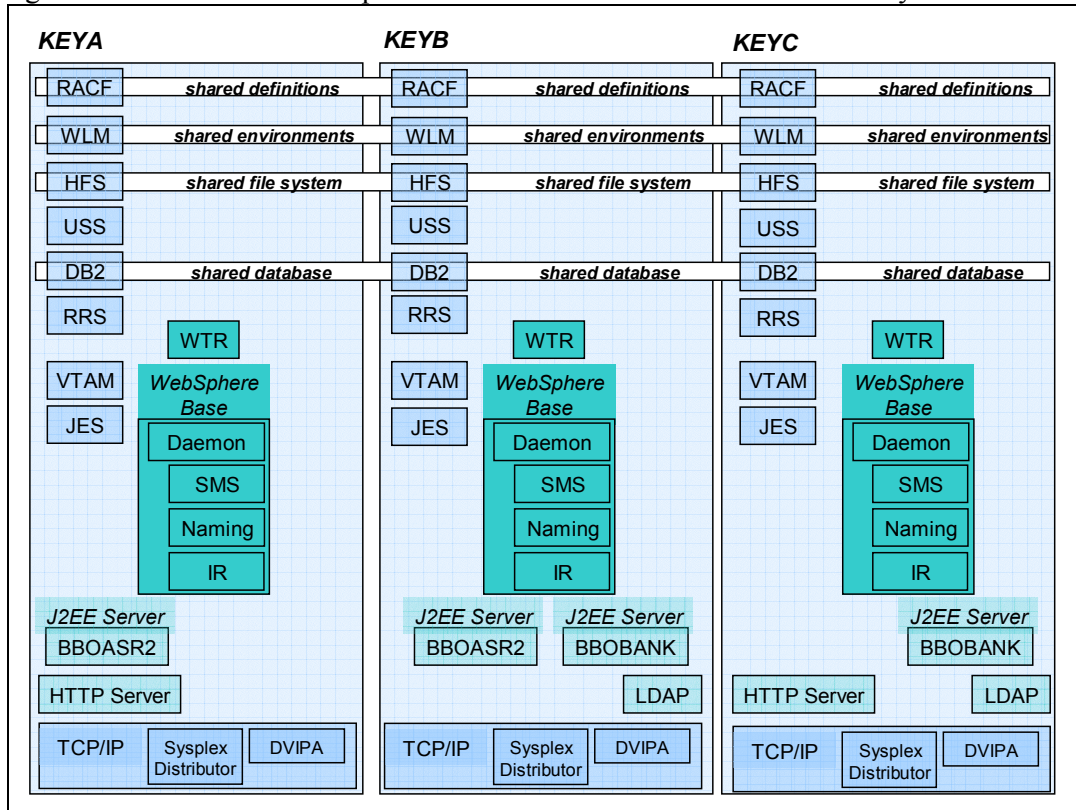 KEYA KEYB KEYC
RACF shared definitions RACF shared definitions RACF shared definitions
WLM shared environments WLM shared environments WLM shared environments
HFS shared file system HFS shared file system HFS shared file system
USS USS USS
DB2 shared database DB2 shared database DB2 shared database
RRS RRS RRS
WTR WTR WTR
VTAM WebSphere VTAM WebSphere VTAM WebSphere
Base Base Base
JES JES JES
Daemon Daemon Daemon
SMS SMS SMS
Naming Naming Naming
IR IR IR
J2EE Server J2EE Server J2EE Server J2EE Server
BBOASR2 BBOASR2 BBOBANK BBOBANK
HTTP Server LDAP HTTP Server LDAP
TCP/IP Sysplex DVIPA TCP/IP Sysplex DVIPA TCP/IP Sysplex DVIPA
Distributor Distributor Distributor